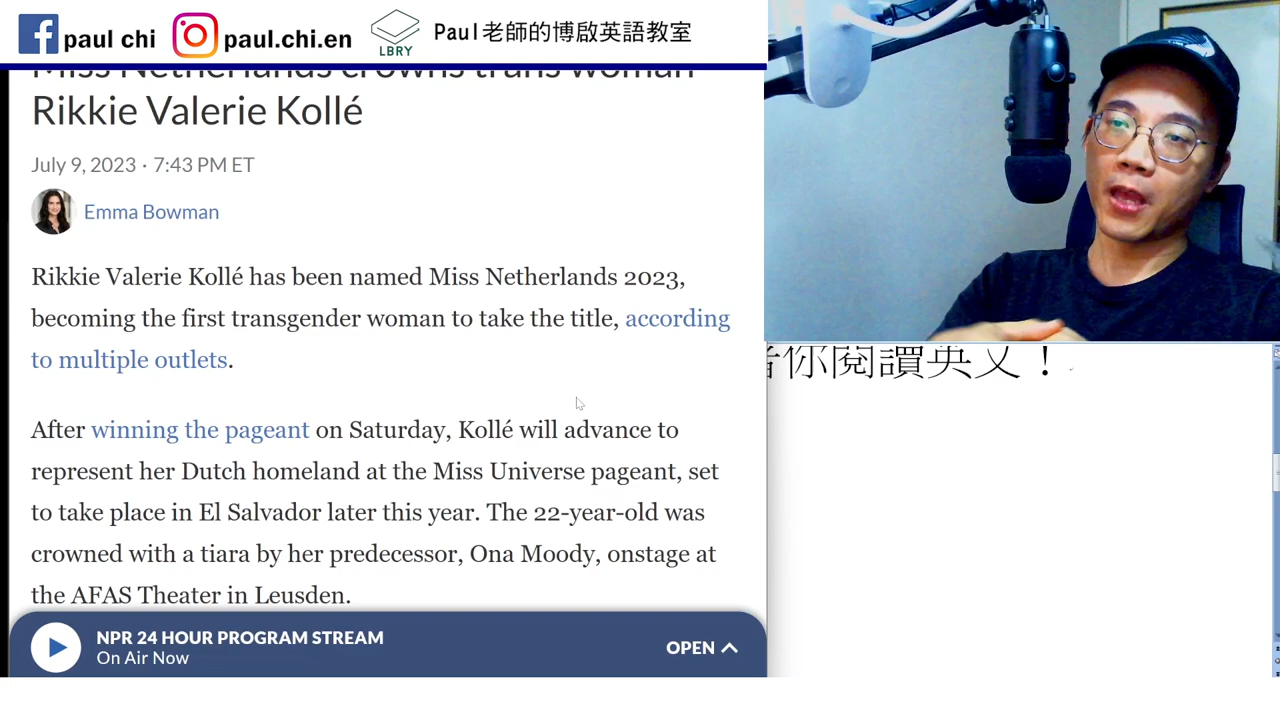 paul chi
paul.chi.en
LBRY
Paul老師的博啟英語教室
Miss Netherlands crowns trans woman
Rikkie Valerie Kollé
July 9, 2023 · 7:43 PM ET
Emma Bowman
Rikkie Valerie Kollé has been named Miss Netherlands 2023,
becoming the first transgender woman to take the title, according
to multiple outlets.
After winning the pageant on Saturday, Kollé will advance to
represent her Dutch homeland at the Miss Universe pageant, set
to take place in El Salvador later this year. The 22-year-old was
crowned with a tiara by her predecessor, Ona Moody, onstage at
the AFAS Theater in Leusden.
你閱讀英文！
NPR 24 HOUR PROGRAM STREAM
On Air Now
OPEN